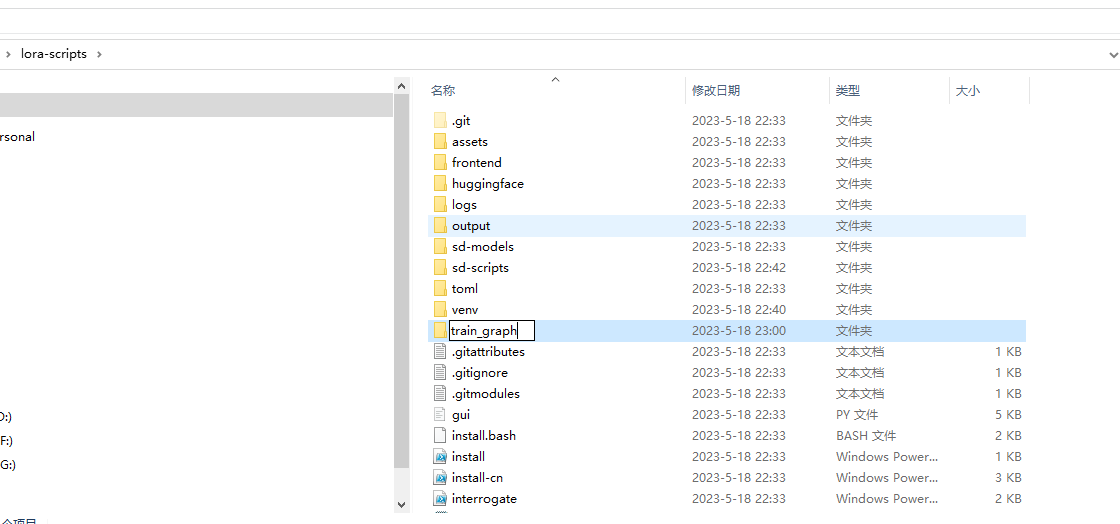 lora-scripts
名称 修改日期 类型 大小
rsonal
.git 2023-5-18 22:33 文件夹
assets 2023-5-18 22:33 文件夹
frontend 2023-5-18 22:33 文件夹
huggingface 2023-5-18 22:33 文件夹
logs 2023-5-18 22:33 文件夹
output 2023-5-18 22:33 文件夹
sd-models 2023-5-18 22:33 文件夹
sd-scripts 2023-5-18 22:42 文件夹
toml 2023-5-18 22:33 文件夹
venv 2023-5-18 22:40 文件夹
train_graph 2023-5-18 23:00 文件夹
.gitattributes 2023-5-18 22:33 文本文档 1 KB
.gitignore 2023-5-18 22:33 文本文档 1 KB
.gitmodules 2023-5-18 22:33 文本文档 1 KB
gui 2023-5-18 22:33 PY 文件 5 KB
install.bash 2023-5-18 22:33 BASH 文件 2 KB
install 2023-5-18 22:33 Windows Power... 1 KB
install-cn 2023-5-18 22:33 Windows Power... 3 KB
interrogate 2023-5-18 22:33 Windows Power... 2 KB
:)
F:)
G:)
个项目